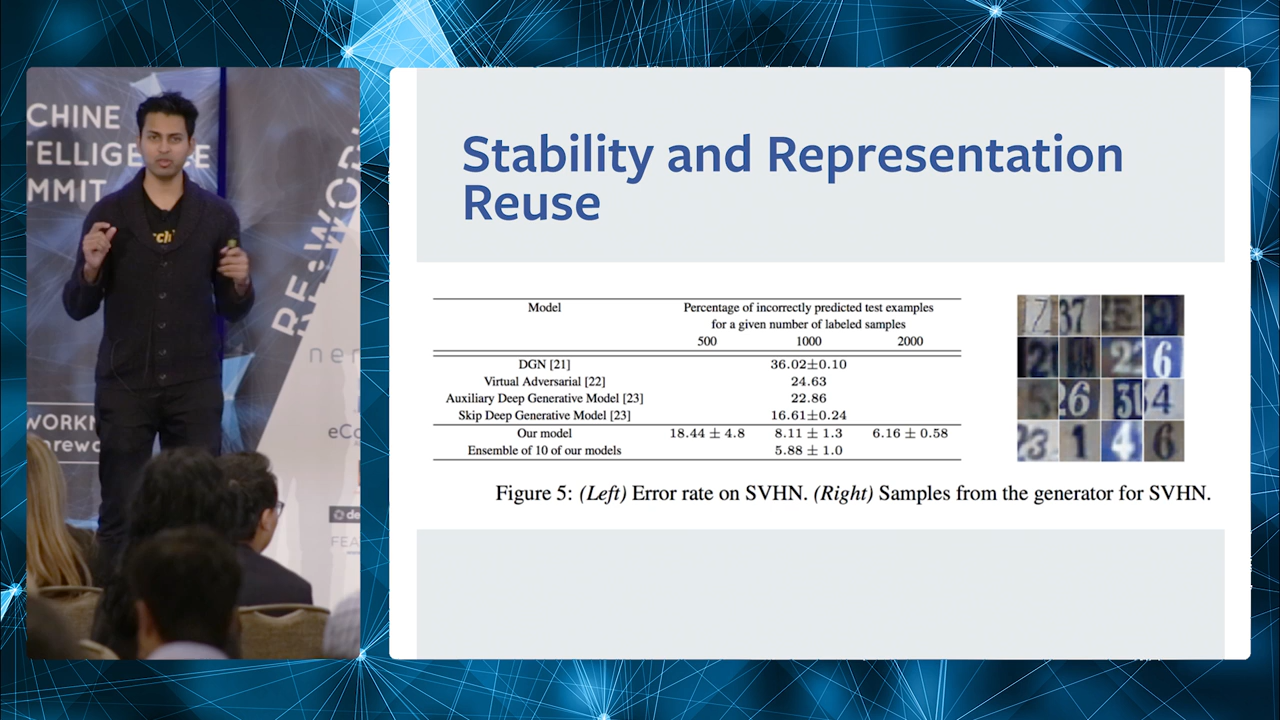 CHINE
TELLIGENCE
MMIT
RE•WORK
Stability and Representation
Reuse
Model Percentage of incorrectly predicted test examples
for a given number of labeled samples
500 1000 2000
DGN [21] 36.02±0.10
Virtual Adversarial [22] 24.63
Auxiliary Deep Generative Model [23] 22.86
Skip Deep Generative Model [23] 16.61±0.24
Our model 18.44 ± 4.8 8.11 ± 1.3 6.16 ± 0.58
Ensemble of 10 of our models 5.88 ± 1.0
Figure 5: (Left) Error rate on SVHN. (Right) Samples from the generator for SVHN.